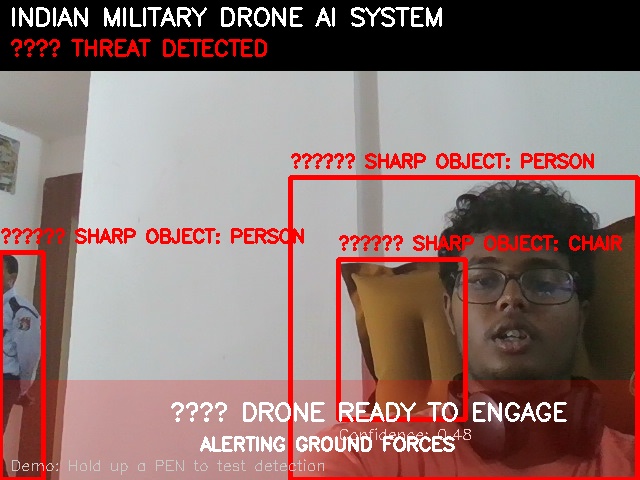 INDIAN MILITARY DRONE AI SYSTEM
???? THREAT DETECTED
?????? SHARP OBJECT: PERSON
?????? SHARP OBJECT: PERSON
?????? SHARP OBJECT: CHAIR
???? DRONE READY TO ENGAGE
Confidence: 0.48
ALERTING GROUND FORCES
Demo: Hold up a PEN to test detection